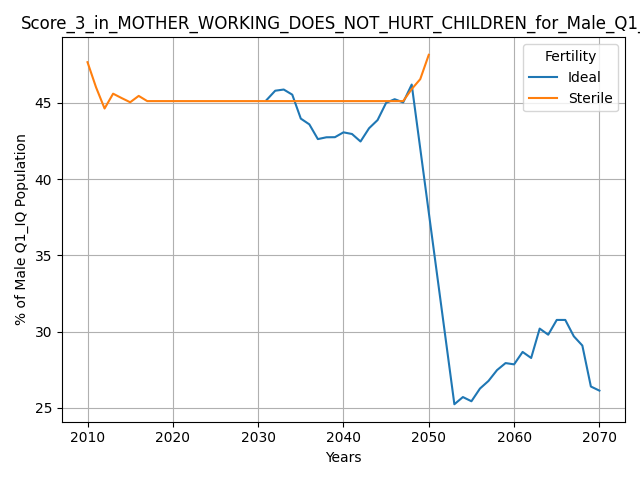 Score_3_in_MOTHER_WORKING_DOES_NOT_HURT_CHILDREN_for_Male_Q1_
Fertility
Ideal
Sterile
% of Male Q1_IQ Population
45
40
35
30
25
2010 2020 2030 2040 2050 2060 2070
Years